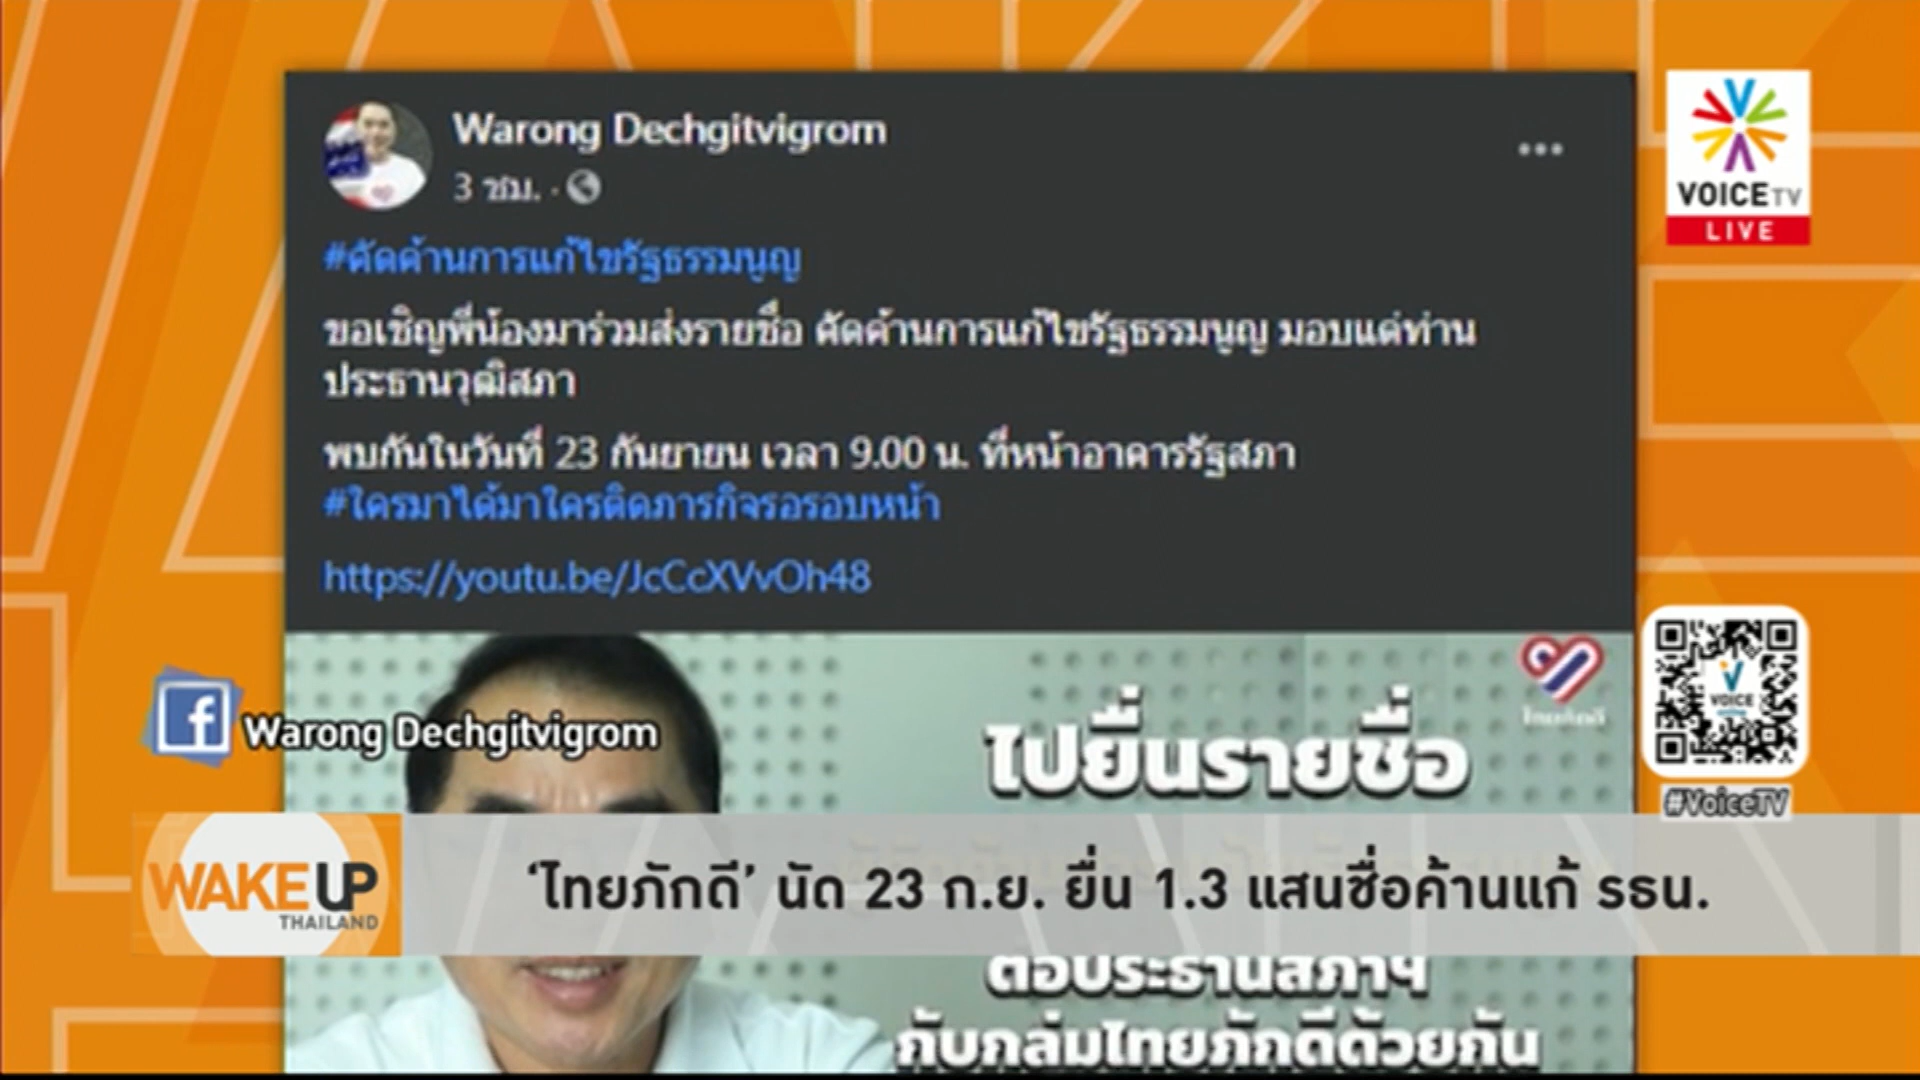 Warong Dechgitvigrom
3 ชม. ·
#คัดค้านการแก้ไขรัฐธรรมนูญ
ขอเชิญพี่น้องมาร่วมส่งรายชื่อ คัดค้านการแก้ไขรัฐธรรมนูญ มอบแด่ท่าน
ประธานวุฒิสภา
พบกันในวันที่ 23 กันยายน เวลา 9.00 น. ที่หน้าอาคารรัฐสภา
#ใครมาได้มาใครติดภารกิจรอรอบหน้า
https://youtu.be/JcCcXVvOh48
VOICE TV
LIVE
ไทยภักดี
ไปยื่นรายชื่อ
Warong Dechgitvigrom
VOICE
#VoiceTV
WAKE UP
THAILAND
‘ไทยภักดี’ นัด 23 ก.ย. ยื่น 1.3 แสนชื่อค้านแก้ รธน.
ต่อประธานสภาฯ
กับกลุ่มไทยภักดีด้วยกัน